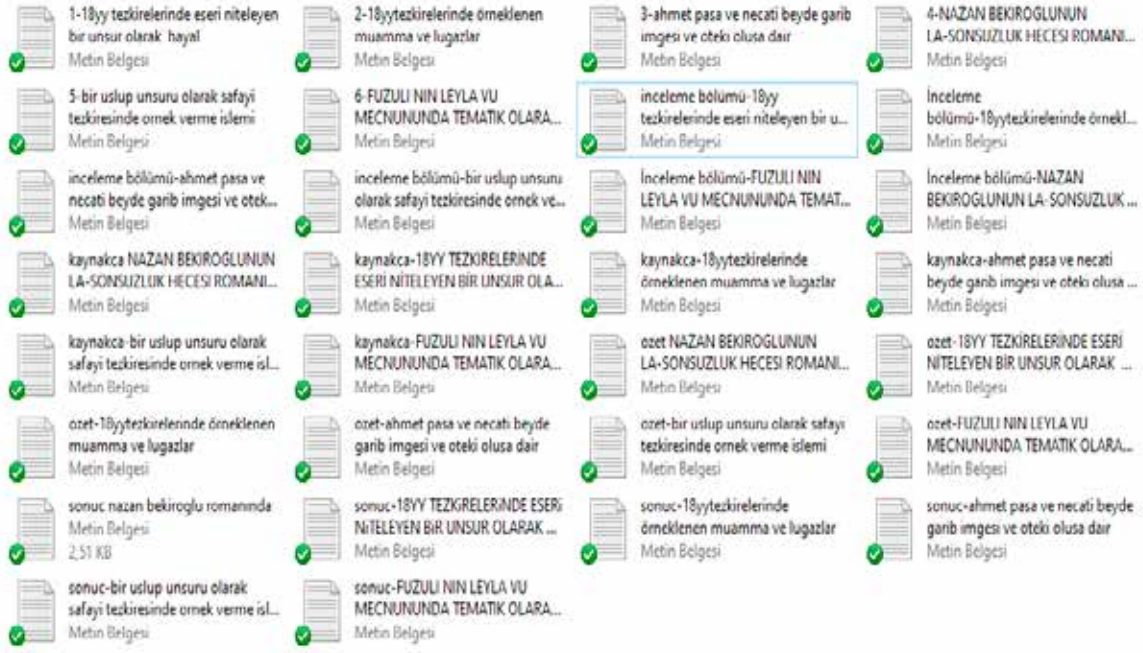 1-18yy tezkirelerinde eseri niteleyen
bir unsur olarak hayal
Metin Belgesi
2-18yytezkirelerinde örneklenen
muamma ve lugazlar
Metin Belgesi
3-ahmet pasa ve necati beyde garib
imgesi ve oteki olusa dair
Metin Belgesi
4-NAZAN BEKIROGLUNUN
LA-SONSUZLUK HECESI ROMANI...
Metin Belgesi
5-bir uslup unsuru olarak safayi
tezkiresinde ornek verme islemi
Metin Belgesi
6-FUZULI NIN LEYLA VU
MECNUNUNDA TEMATIK OLARA...
Metin Belgesi
inceleme bölümü-18yy
tezkirelerinde eseri niteleyen bir u...
Metin Belgesi
İnceleme
bölümü-18yytezkirelerinde örnekl...
Metin Belgesi
inceleme bölümü-ahmet pasa ve
necati beyde garib imgesi ve otek...
Metin Belgesi
inceleme bölümü-bir uslup unsuru
olarak safayi tezkiresinde ornek ve...
Metin Belgesi
İnceleme bölümü-FUZULI NIN
LEYLA VU MECNUNUNDA TEMAT...
Metin Belgesi
İnceleme bölümü-NAZAN
BEKIROGLUNUN LA- SONSUZLUK ...
Metin Belgesi
kaynakca NAZAN BEKIROGLUNUN
LA-SONSUZLUK HECESI ROMANI...
Metin Belgesi
kaynakca-18YY TEZKIRELERİNDE
ESERİ NİTELEYEN BİR UNSUR OLA...
Metin Belgesi
kaynakca-18yytezkirelerinde
örneklenen muamma ve lugazlar
Metin Belgesi
kaynakca-ahmet pasa ve necati
beyde garib imgesi ve oteki olusa ...
Metin Belgesi
kaynakca-bir uslup unsuru olarak
safayi tezkiresinde ornek verme isl...
Metin Belgesi
kaynakca-FUZULI NIN LEYLA VU
MECNUNUNDA TEMATIK OLARA...
Metin Belgesi
ozet NAZAN BEKIROGLUNUN
LA-SONSUZLUK HECESI ROMANI...
Metin Belgesi
ozet-18YY TEZKİRELERİNDE ESERİ
NİTELEYEN BİR UNSUR OLARAK ...
Metin Belgesi
ozet-18yytezkirelerinde örneklenen
muamma ve lugazlar
Metin Belgesi
ozet-ahmet pasa ve necati beyde
garib imgesi ve oteki olusa dair
Metin Belgesi
ozet-bir uslup unsuru olarak safayi
tezkiresinde ornek verme islemi
Metin Belgesi
ozet-FUZULI NIN LEYLA VU
MECNUNUNDA TEMATIK OLARA...
Metin Belgesi
sonuc nazan bekiroglu romanında
Metin Belgesi
2,51 KB
sonuc-18YY TEZKiRELERiNDE ESERi
NiTELEYEN BiR UNSUR OLARAK ...
Metin Belgesi
sonuc-18yytezkirelerinde
örneklenen muamma ve lugazlar
Metin Belgesi
sonuc-ahmet pasa ve necati beyde
garib imgesi ve oteki olusa dair
Metin Belgesi
sonuc-bir uslup unsuru olarak
safayi tezkiresinde ornek verme isl...
Metin Belgesi
sonuc-FUZULI NIN LEYLA VU
MECNUNUNDA TEMATIK OLARA...
Metin Belgesi